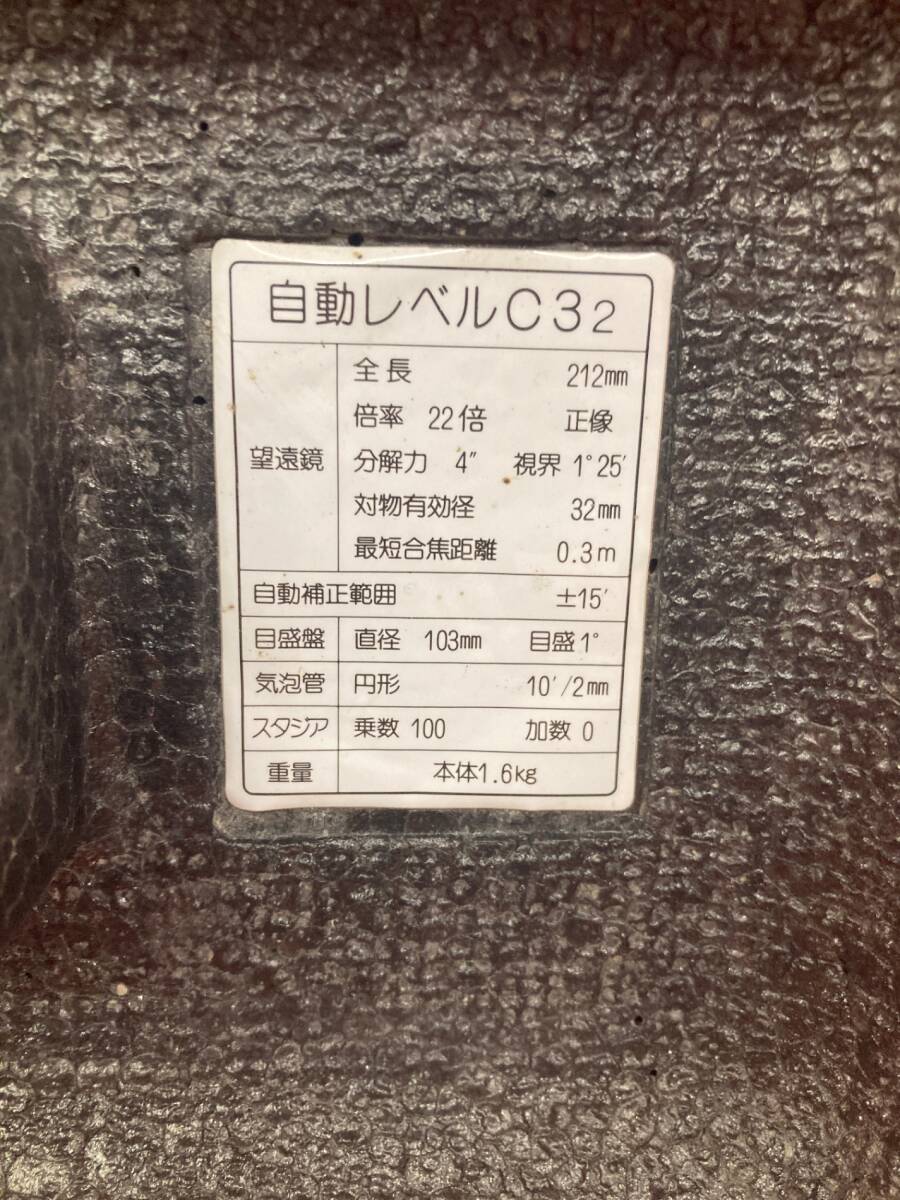 自動レベルC32
望遠鏡
全長 212mm
倍率 22倍 正像
分解力 4″ 視界 1°25′
対物有効径 32mm
最短合焦距離 0.3m
自動補正範囲 ±15′
目盛盤 直径 103mm 目盛 1°
気泡管 円形 10′/2mm
スタジア 乗数 100 加数 0
重量 本体1.6kg